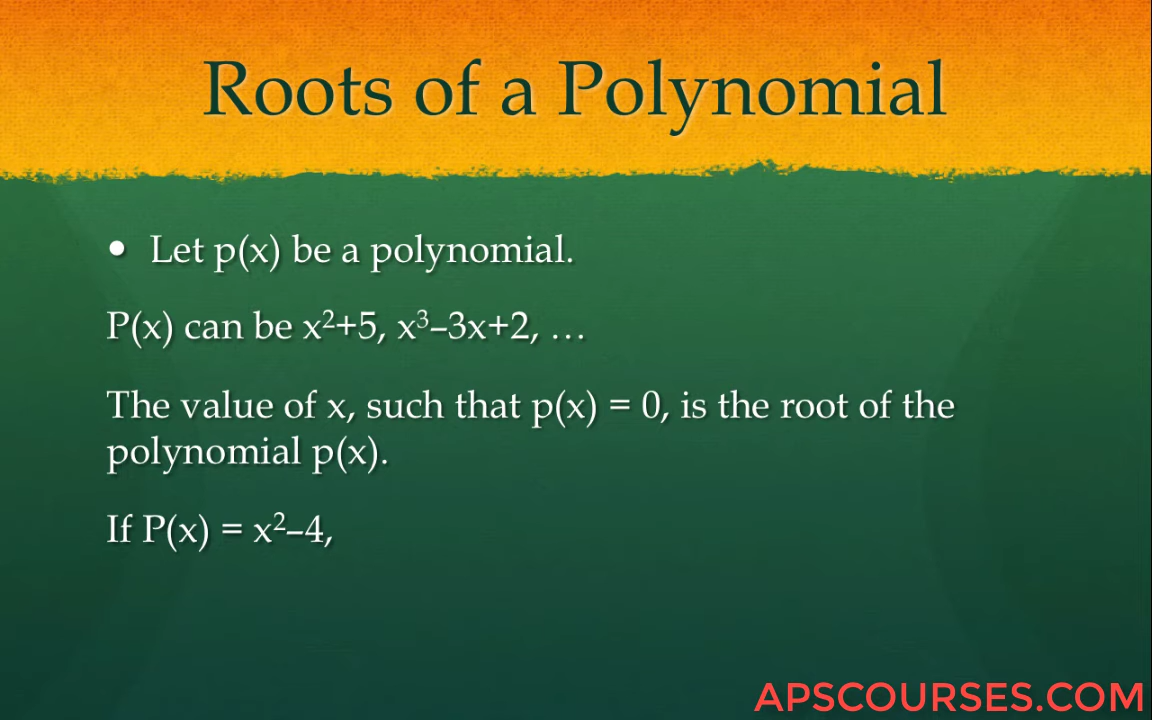 Roots of a Polynomial
• Let p(x) be a polynomial.
P(x) can be x²+5, x³–3x+2, …
The value of x, such that p(x) = 0, is the root of the
polynomial p(x).
If P(x) = x²–4,
APSCOURSES.COM